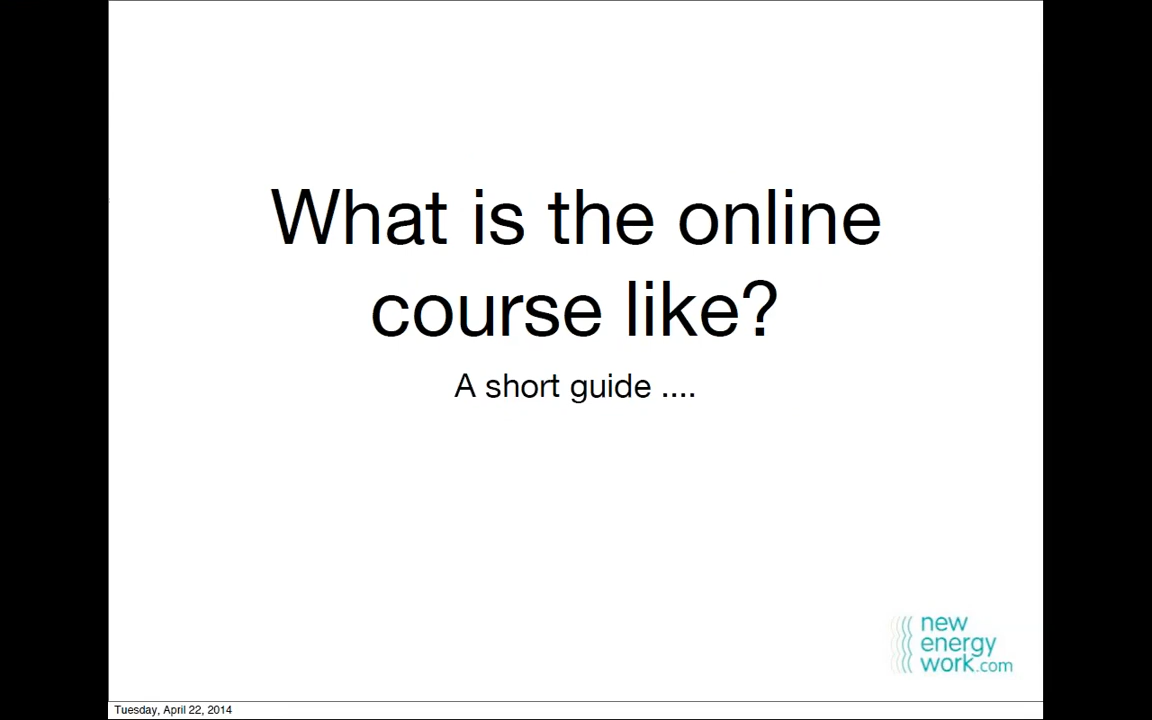 What is the online
course like?
A short guide ....
new
energy
work.com
Tuesday, April 22, 2014